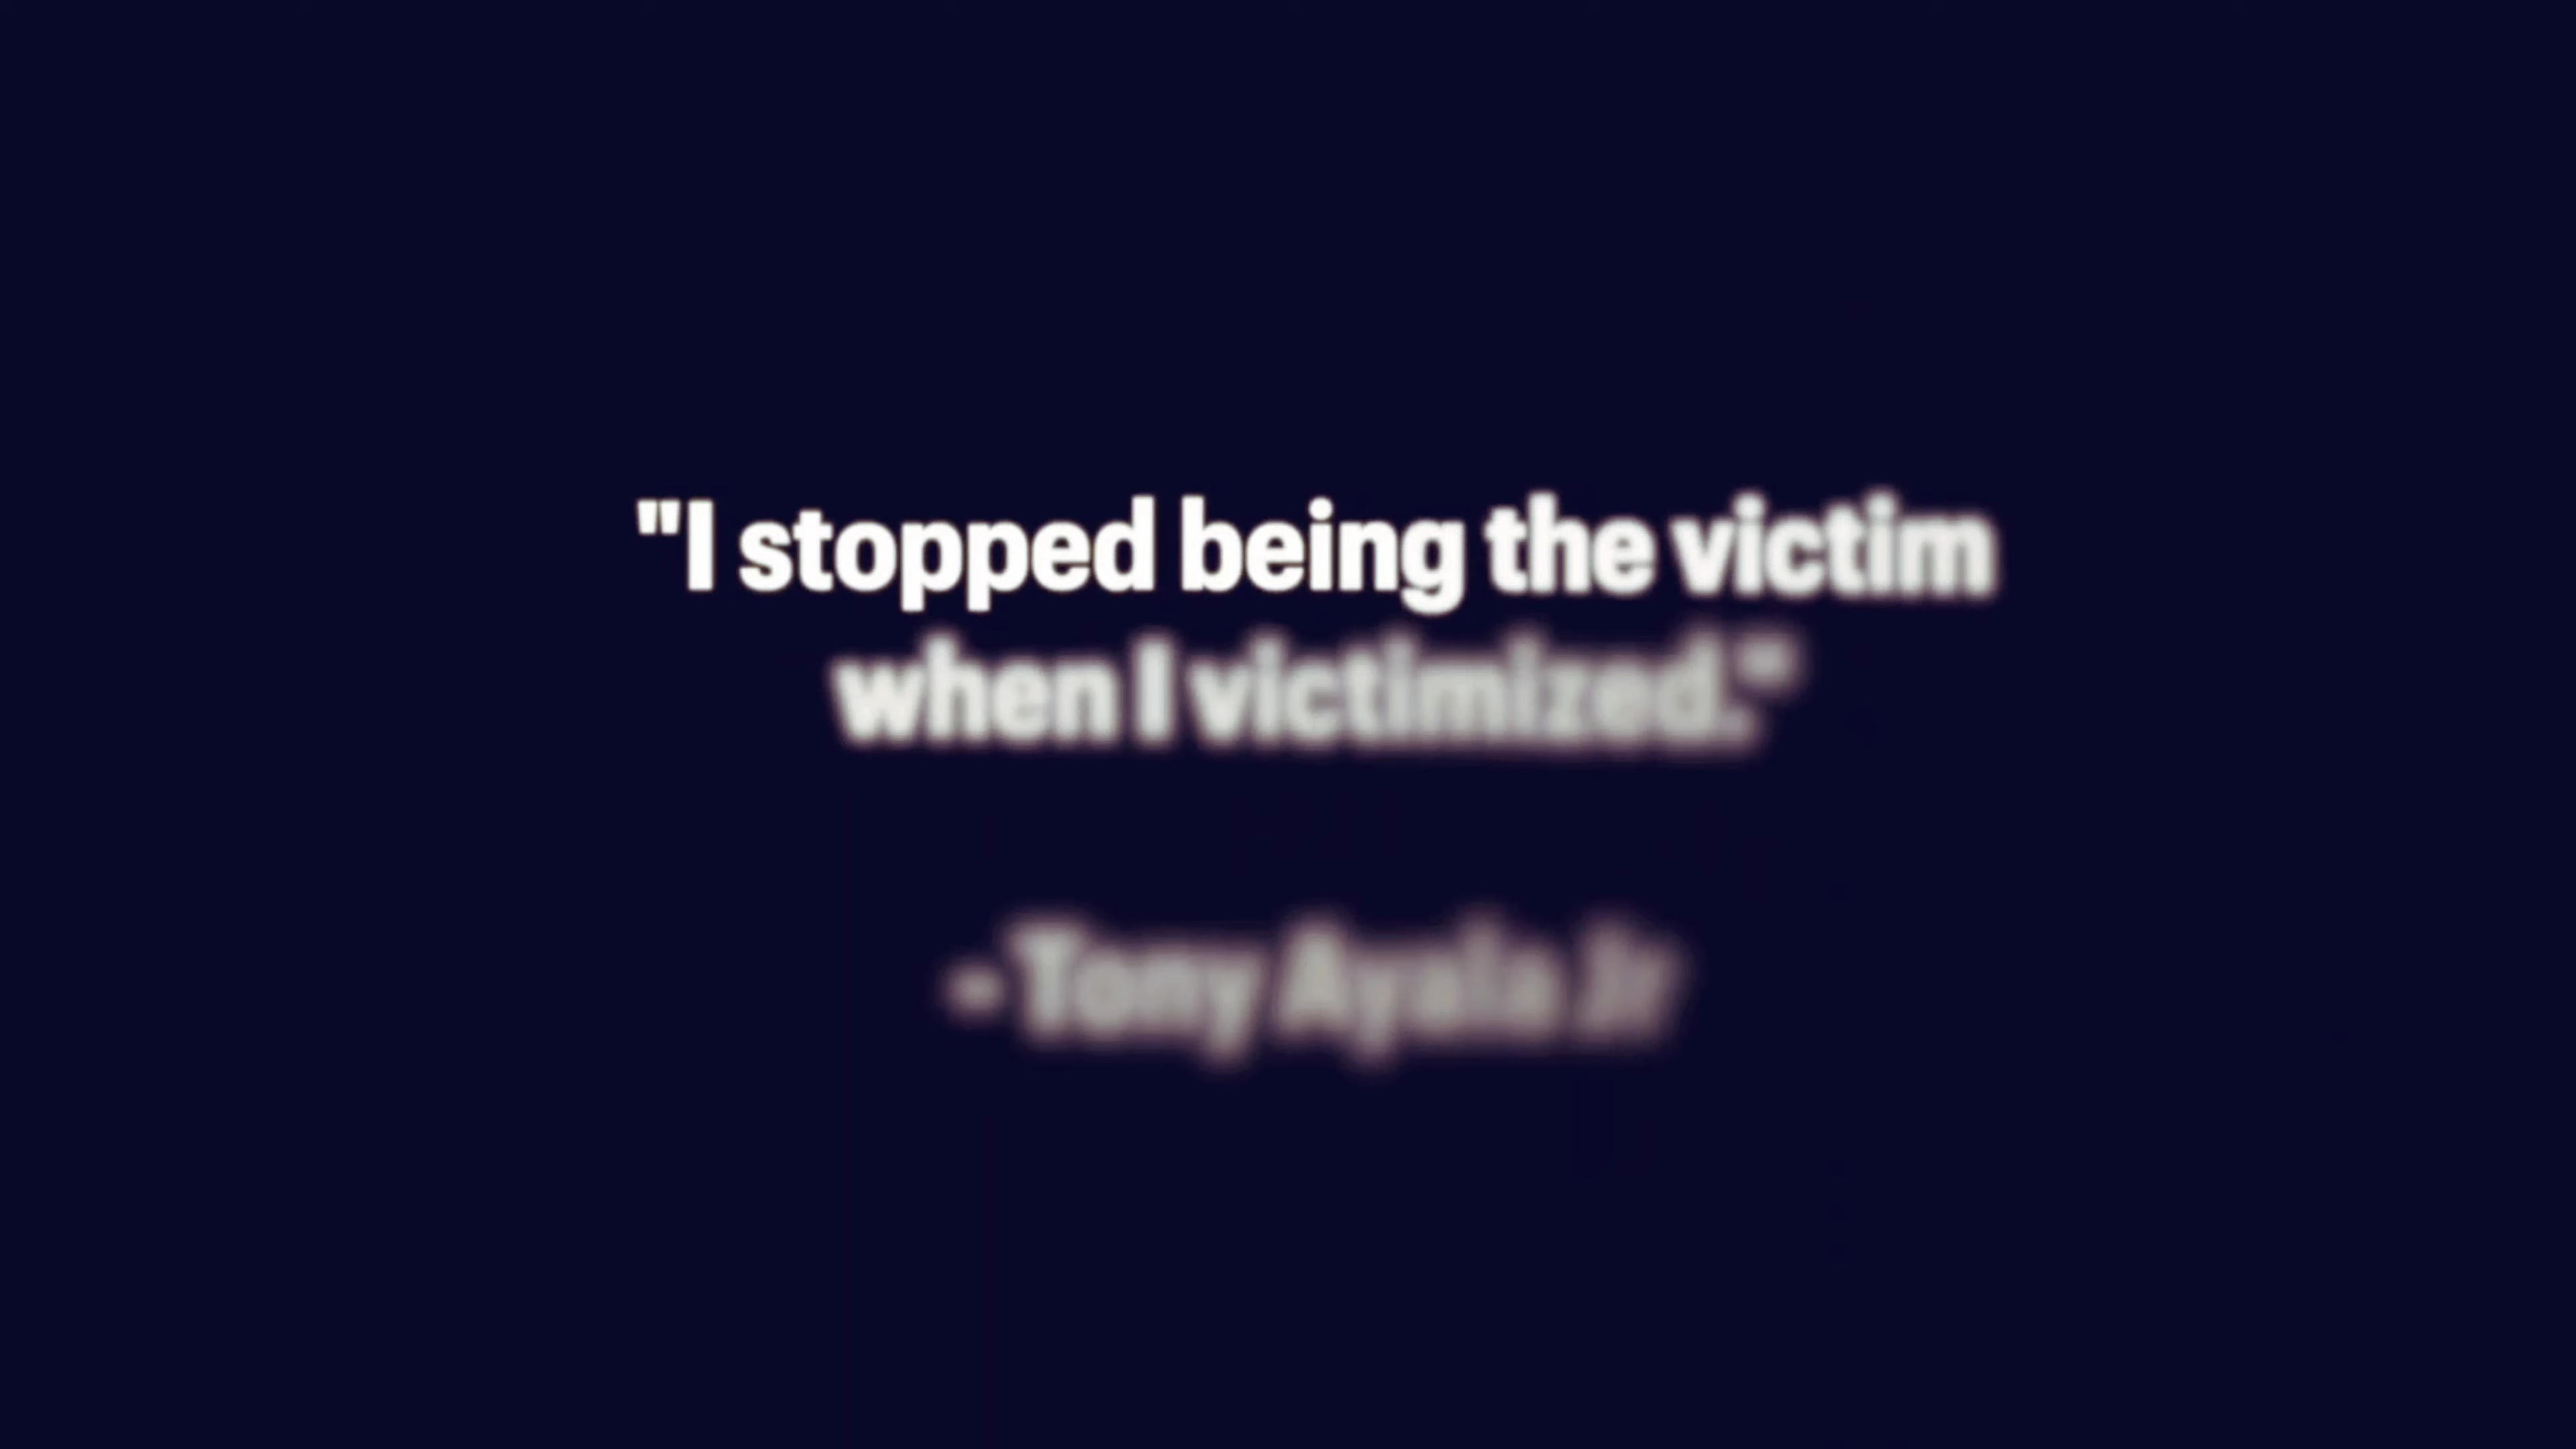 "I stopped being the victim
when I victimized."
- Tony Ayala Jr